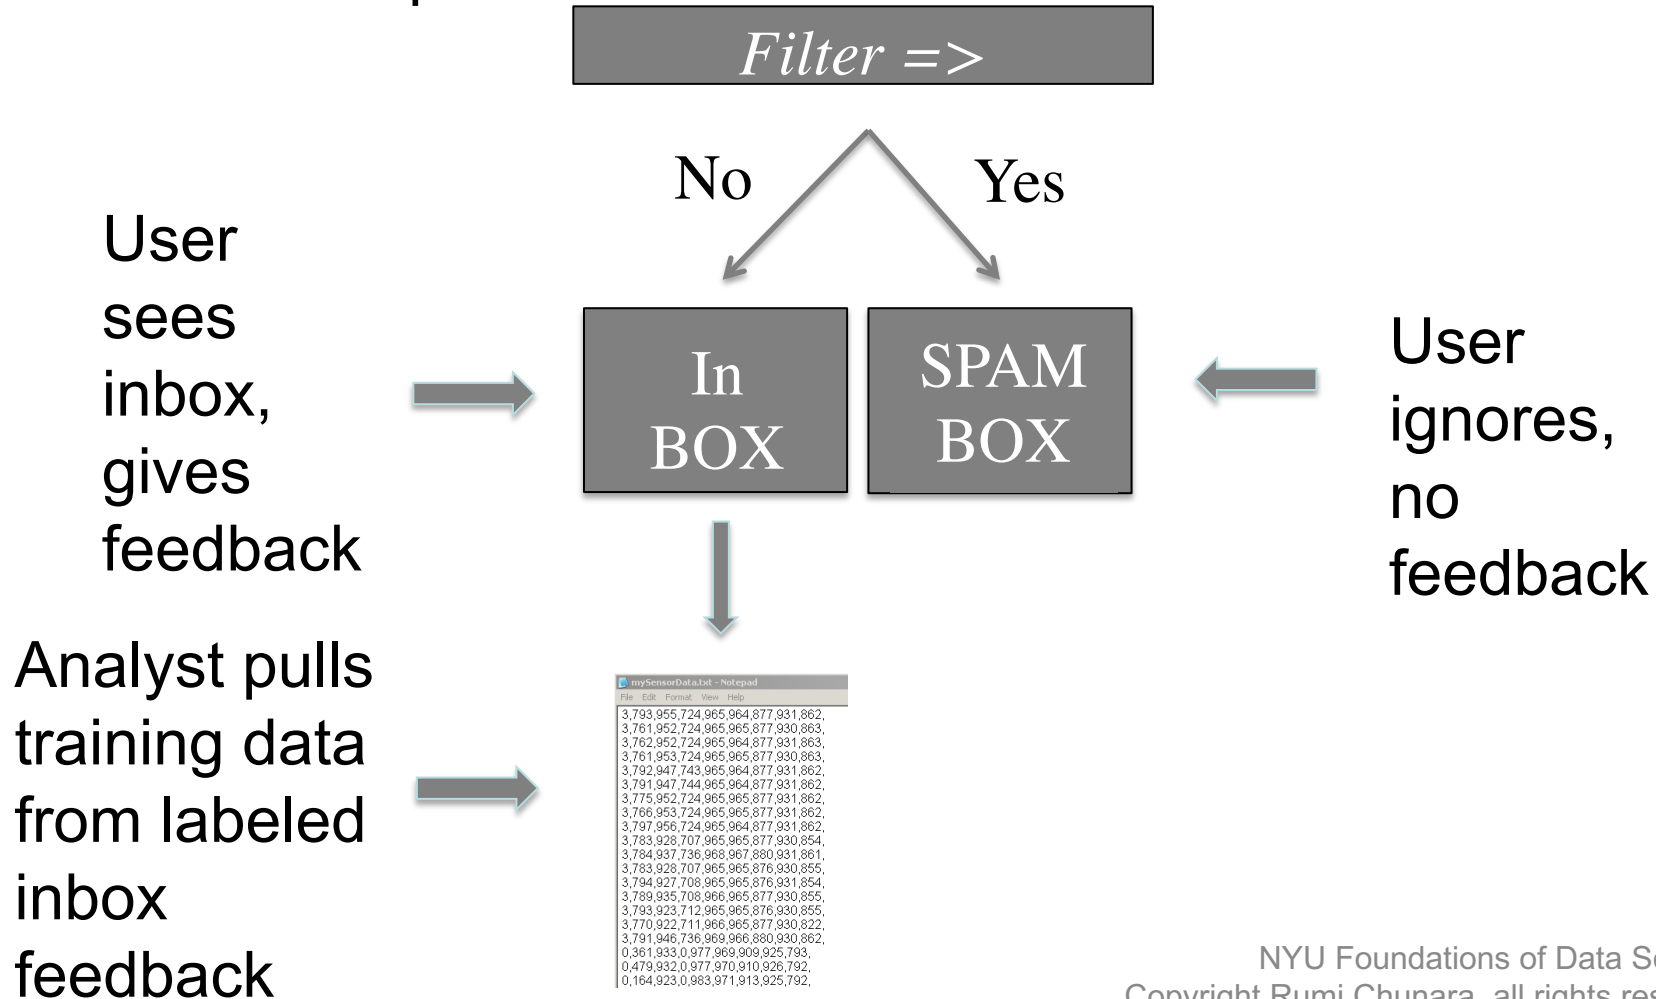 Filter =>
No
Yes
User
sees
inbox,
gives
feedback
In
BOX
SPAM
BOX
User
ignores,
no
feedback
Analyst pulls
training data
from labeled
inbox
feedback
mySensorData.txt - Notepad
File Edit Format View Help
3,793,955,724,965,964,877,931,862,
3,761,952,724,965,965,877,930,863,
3,762,952,724,965,964,877,931,863,
3,761,953,724,965,965,877,930,863,
3,792,947,743,965,964,877,931,862,
3,791,947,744,965,964,877,931,862,
3,775,952,724,965,965,877,931,862,
3,766,953,724,965,965,877,931,862,
3,797,956,724,965,964,877,931,862,
3,783,928,707,965,965,877,930,854,
3,784,937,736,968,967,880,931,861,
3,783,928,707,965,965,876,930,855,
3,794,927,708,965,965,876,931,854,
3,789,935,708,966,965,877,930,855,
3,793,923,712,965,965,876,930,855,
3,770,922,711,966,965,877,930,822,
3,791,946,736,969,966,880,930,862,
0,361,933,0,977,969,909,925,793,
0,479,932,0,977,970,910,926,792,
0,164,923,0,983,971,913,925,792,
NYU Foundations of Data Sc
Copyright Rumi Chunara, all rights res